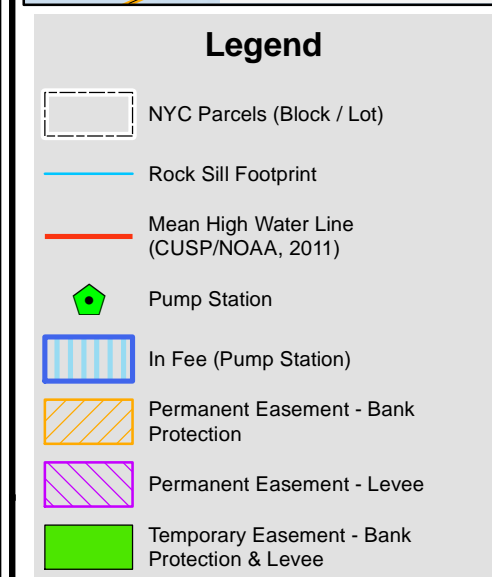 Legend
NYC Parcels (Block / Lot)
Rock Sill Footprint
Mean High Water Line
(CUSP/NOAA, 2011)
Pump Station
In Fee (Pump Station)
Permanent Easement - Bank
Protection
Permanent Easement - Levee
Temporary Easement - Bank
Protection & Levee